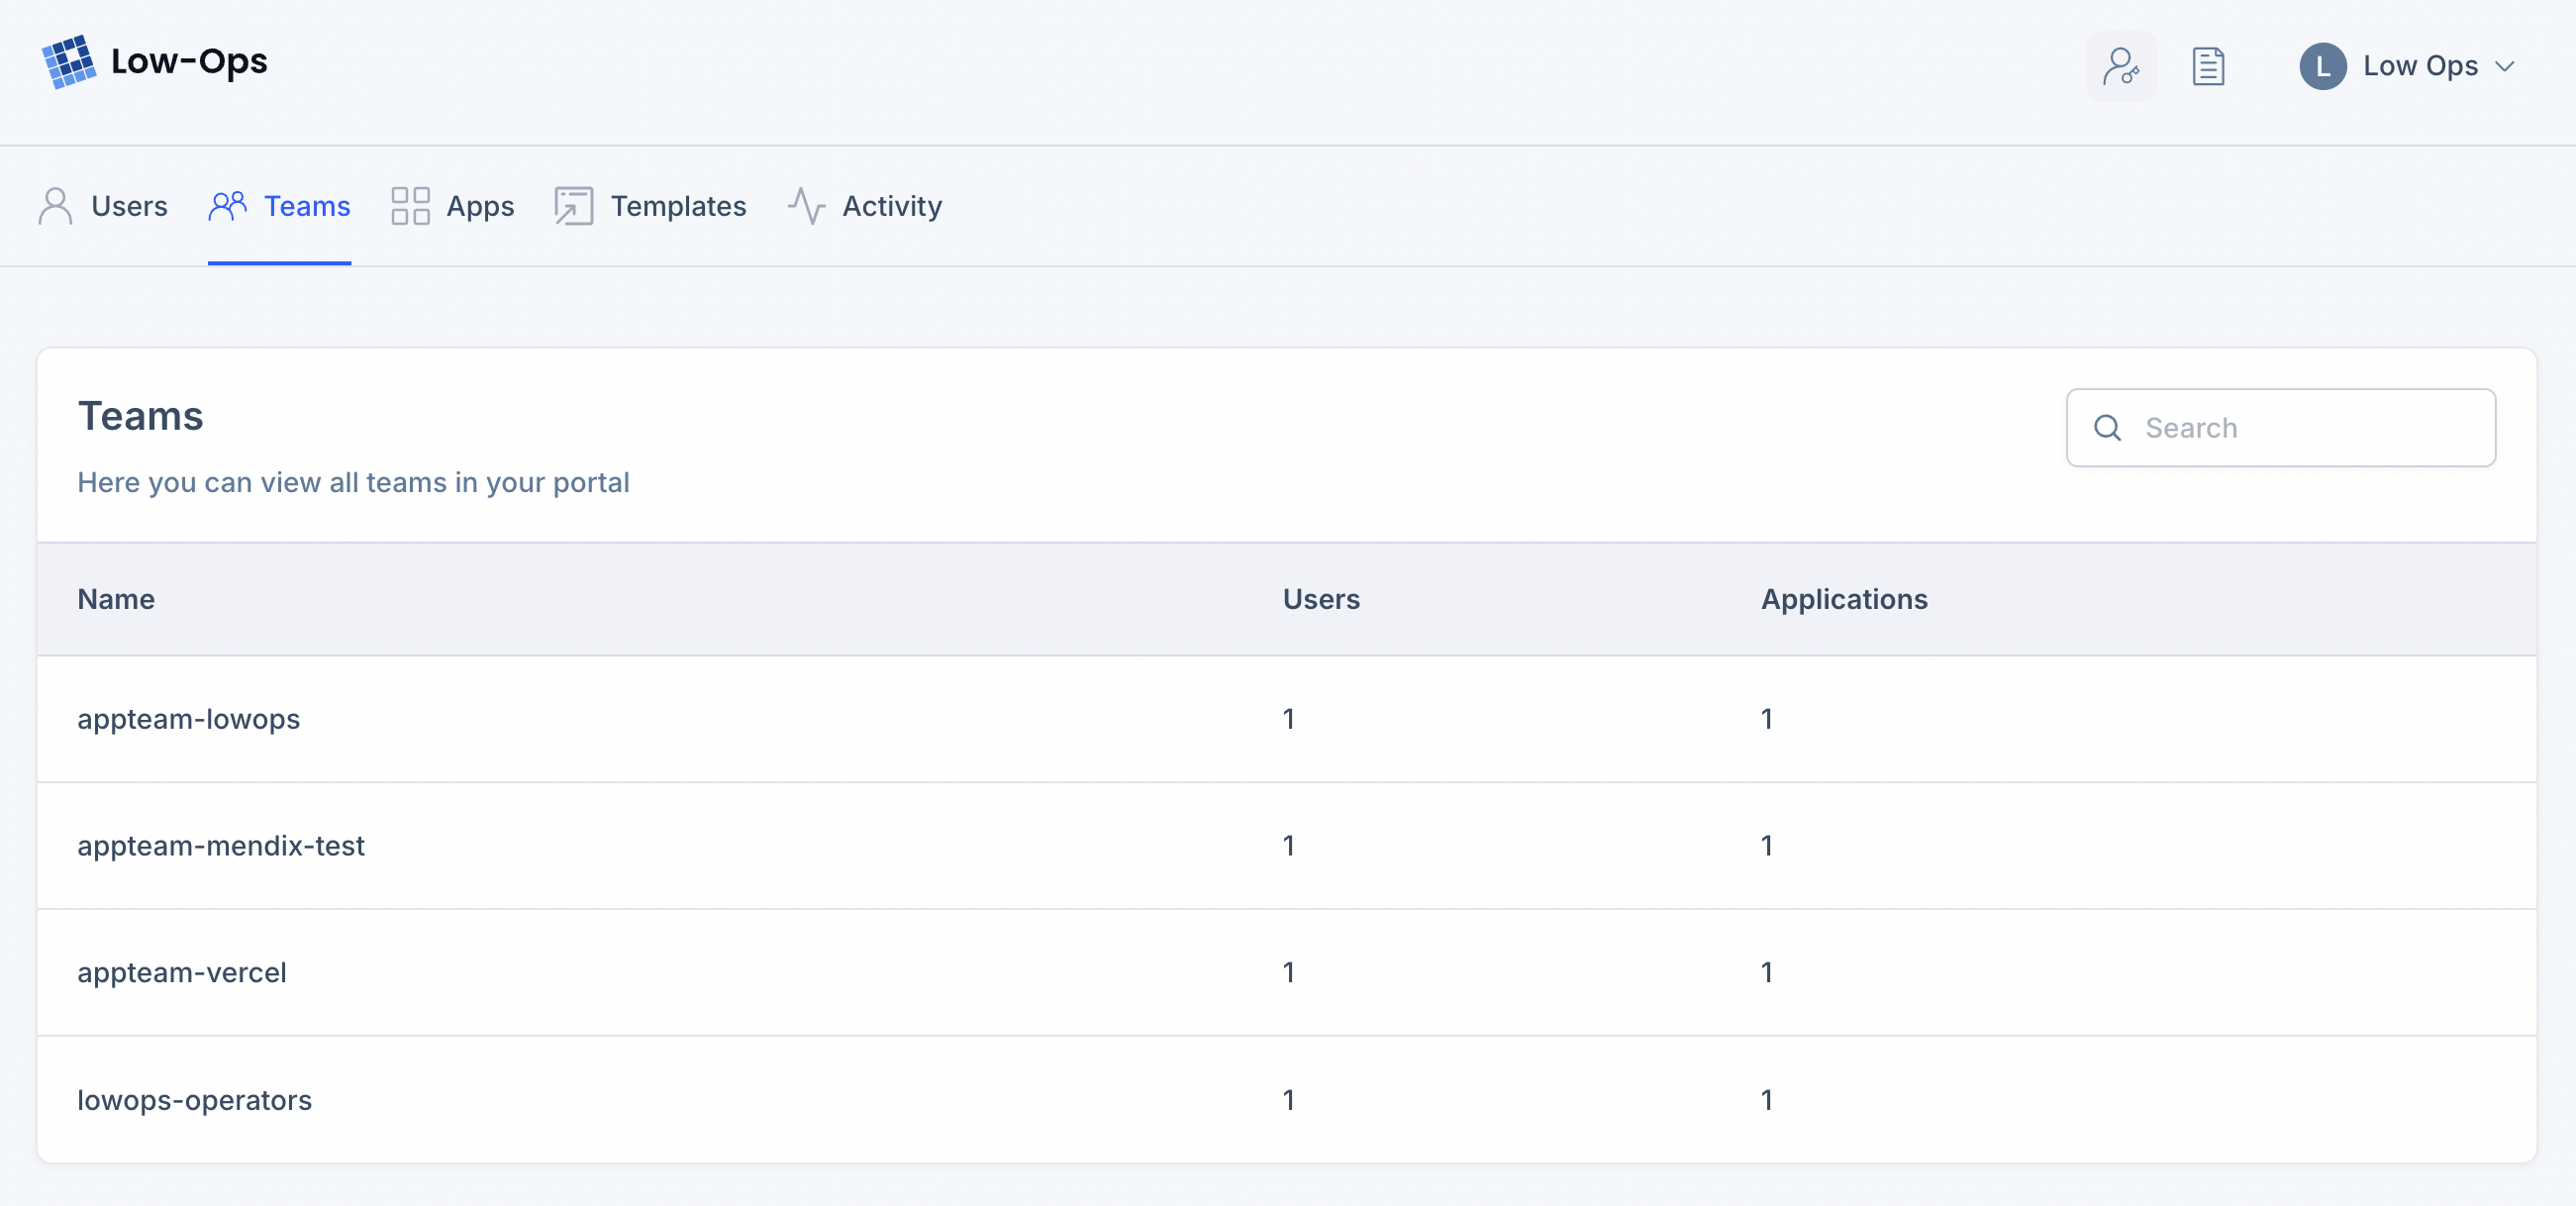 Low-Ops
L Low Ops
Users Teams Apps Templates Activity
Teams
Search
Here you can view all teams in your portal
Name Users Applications
appteam-lowops 1 1
appteam-mendix-test 1 1
appteam-vercel 1 1
lowops-operators 1 1